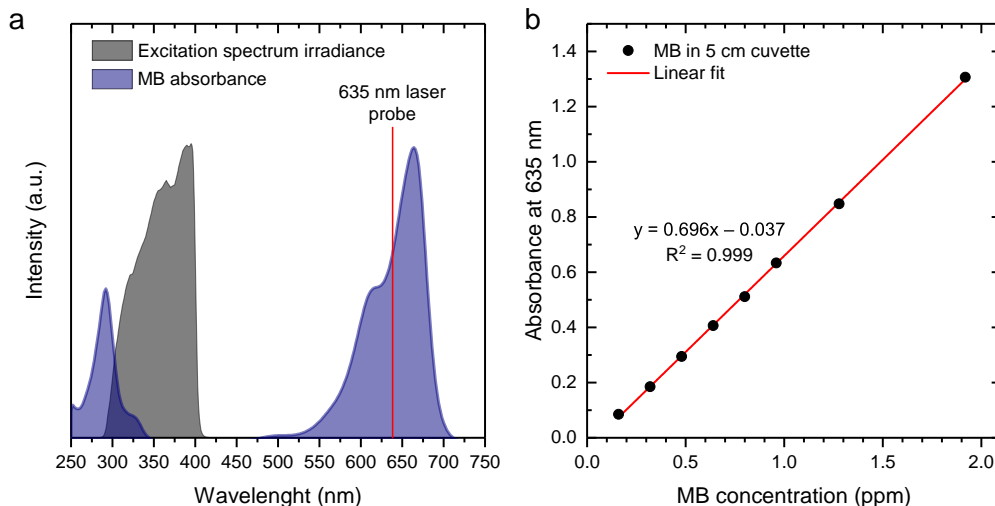 a
Excitation spectrum irradiance
MB absorbance
635 nm laser
probe
Intensity (a.u.)
250 300 350 400 450 500 550 600 650 700 750
Wavelenght (nm)
b
MB in 5 cm cuvette
Linear fit
y = 0.696x – 0.037
R² = 0.999
Absorbance at 635 nm
1.4
1.2
1.0
0.8
0.6
0.4
0.2
0.0
0.0 0.5 1.0 1.5 2.0
MB concentration (ppm)